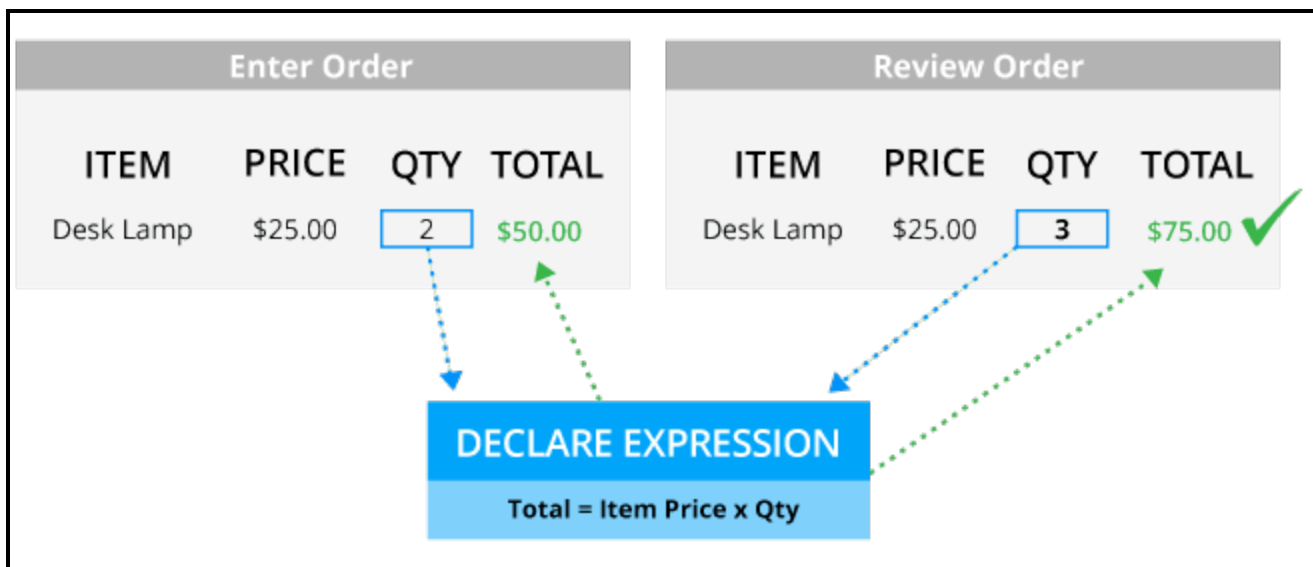 Enter Order
ITEM PRICE QTY TOTAL
Desk Lamp $25.00 2 $50.00
Review Order
ITEM PRICE QTY TOTAL
Desk Lamp $25.00 3 $75.00
DECLARE EXPRESSION
Total = Item Price x Qty